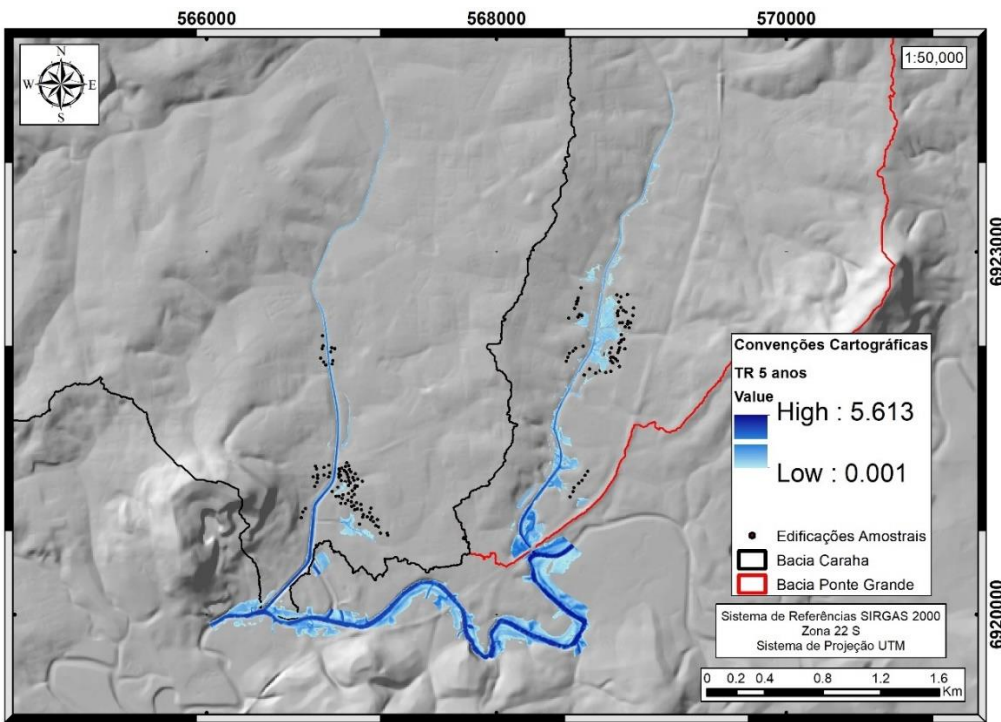 566000 568000 570000
N
W E
S
1:50,000
6923000
Convenções Cartográficas
TR 5 anos
Value
High : 5.613
Low : 0.001
Edificações Amostrais
Bacia Caraha
Bacia Ponte Grande
6920000
Sistema de Referências SIRGAS 2000
Zona 22 S
Sistema de Projeção UTM
0 0.2 0.4 0.8 1.2 1.6
Km